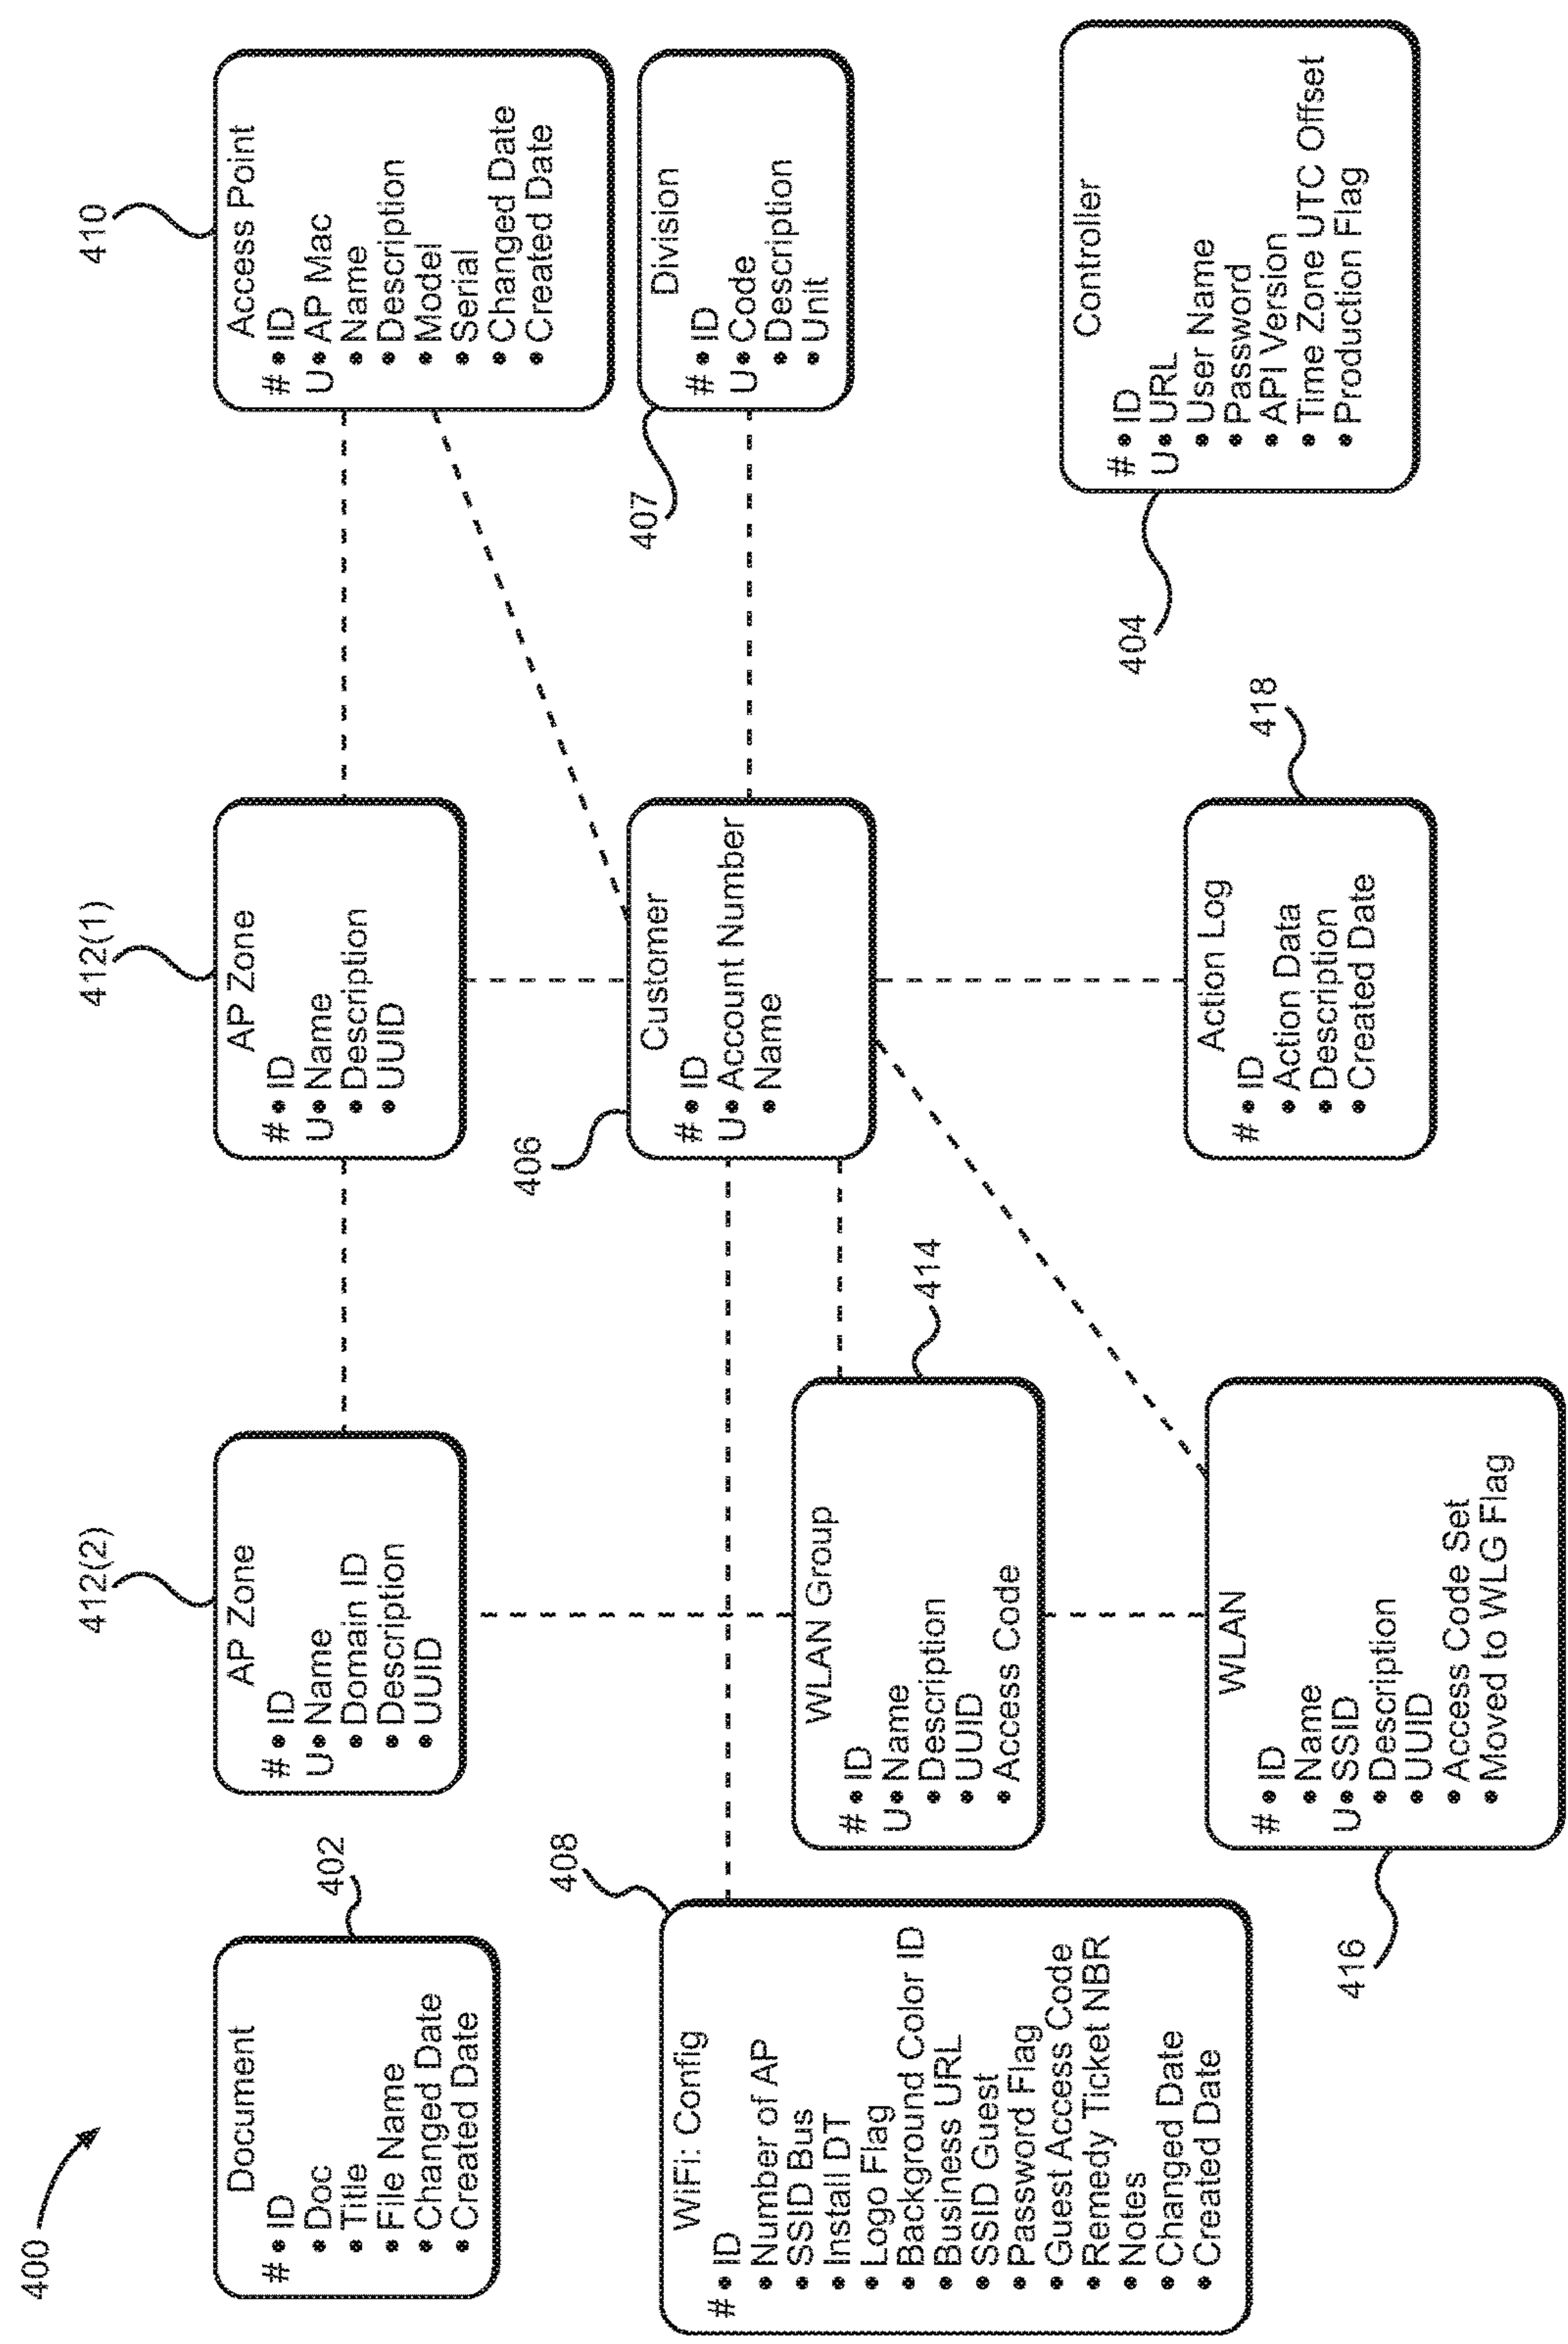 400
Document
# • ID
• Doc
• Title
• File Name
• Changed Date
• Created Date
402
412(2)
AP Zone
# • ID
U • Name
• Domain ID
• Description
• UUID
412(1)
AP Zone
# • ID
U • Name
• Description
• UUID
410
Access Point
# • ID
U • AP Mac
• Name
• Description
• Model
• Serial
• Changed Date
• Created Date
408
WiFi: Config
# • ID
• Number of AP
• SSID Bus
• Install DT
• Logo Flag
• Background Color ID
• Business URL
• SSID Guest
• Password Flag
• Guest Access Code
• Remedy Ticket NBR
• Notes
• Changed Date
• Created Date
406
Customer
# • ID
U • Account Number
• Name
407
Division
# • ID
U • Code
• Description
• Unit
414
WLAN Group
# • ID
U • Name
• Description
• UUID
• Access Code
416
WLAN
# • ID
• Name
U • SSID
• Description
• UUID
• Access Code Set
• Moved to WLG Flag
418
Action Log
# • ID
• Action Data
• Description
• Created Date
404
Controller
# • ID
U • URL
• User Name
• Password
• API Version
• Time Zone UTC Offset
• Production Flag